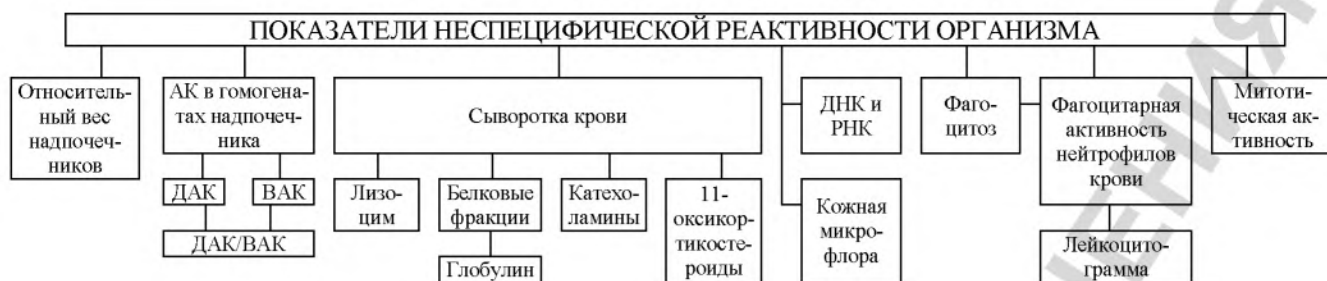 ПОКАЗАТЕЛИ НЕСПЕЦИФИЧЕСКОЙ РЕАКТИВНОСТИ ОРГАНИЗМА
Относитель-
ный вес
надпочеч-
ников
АК в гомогена-
тах надпочеч-
ника
ДАК
ВАК
ДАК/ВАК
Сыворотка крови
Лизо-
цим
Белковые
фракции
Глобулин
Катехо-
ламины
11-
оксикор-
тикосте-
роиды
ДНК и
РНК
Кожная
микро-
флора
Фаго-
цитоз
Фагоцитарная
активность
нейтрофилов
крови
Лейкоцито-
грамма
Митоти-
ческая ак-
тивность